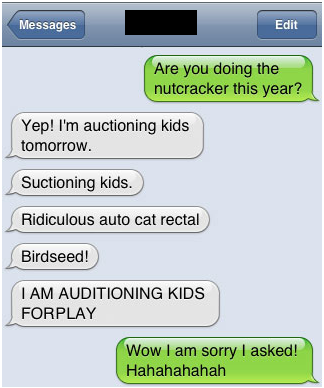 Messages
Edit
Are you doing the
nutcracker this year?
Yep! I'm auctioning kids
tomorrow.
Suctioning kids.
Ridiculous auto cat rectal
Birdseed!
I AM AUDITIONING KIDS
FORPLAY
Wow I am sorry I asked!
Hahahahahah